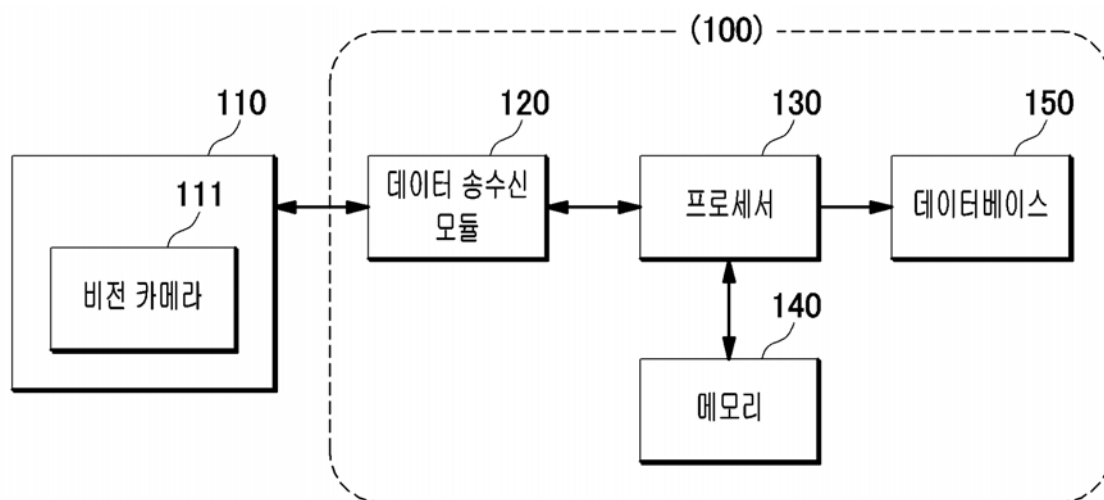 (100)
110
120
130
150
111
데이터 송수신
모듈
프로세서
데이터베이스
비전 카메라
140
메모리